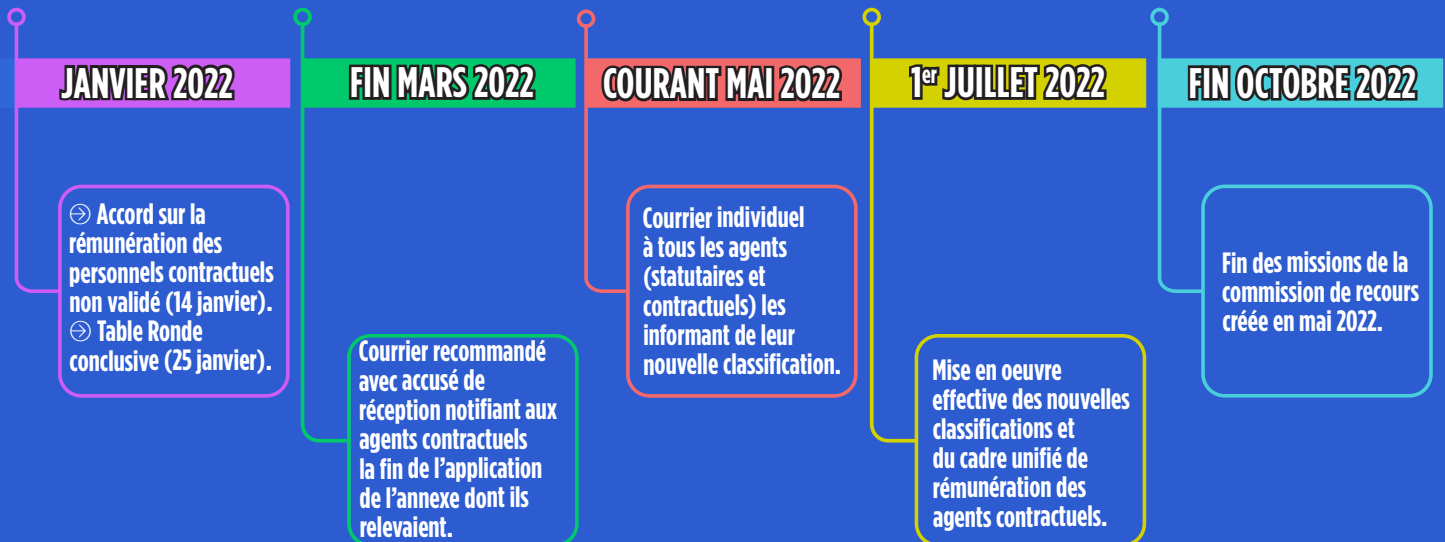 JANVIER 2022
⊖ Accord sur la
rémunération des
personnels contractuels
non validé (14 janvier).
⊖ Table Ronde
conclusive (25 janvier).
FIN MARS 2022
Courrier recommandé
avec accusé de
réception notifiant aux
agents contractuels
la fin de l’application
de l’annexe dont ils
relevaient.
COURANT MAI 2022
Courrier individuel
à tous les agents
(statutaires et
contractuels) les
informant de leur
nouvelle classification.
1er JUILLET 2022
Mise en oeuvre
effective des nouvelles
classifications et
du cadre unifié de
rémunération des
agents contractuels.
FIN OCTOBRE 2022
Fin des missions de la
commission de recours
créée en mai 2022.